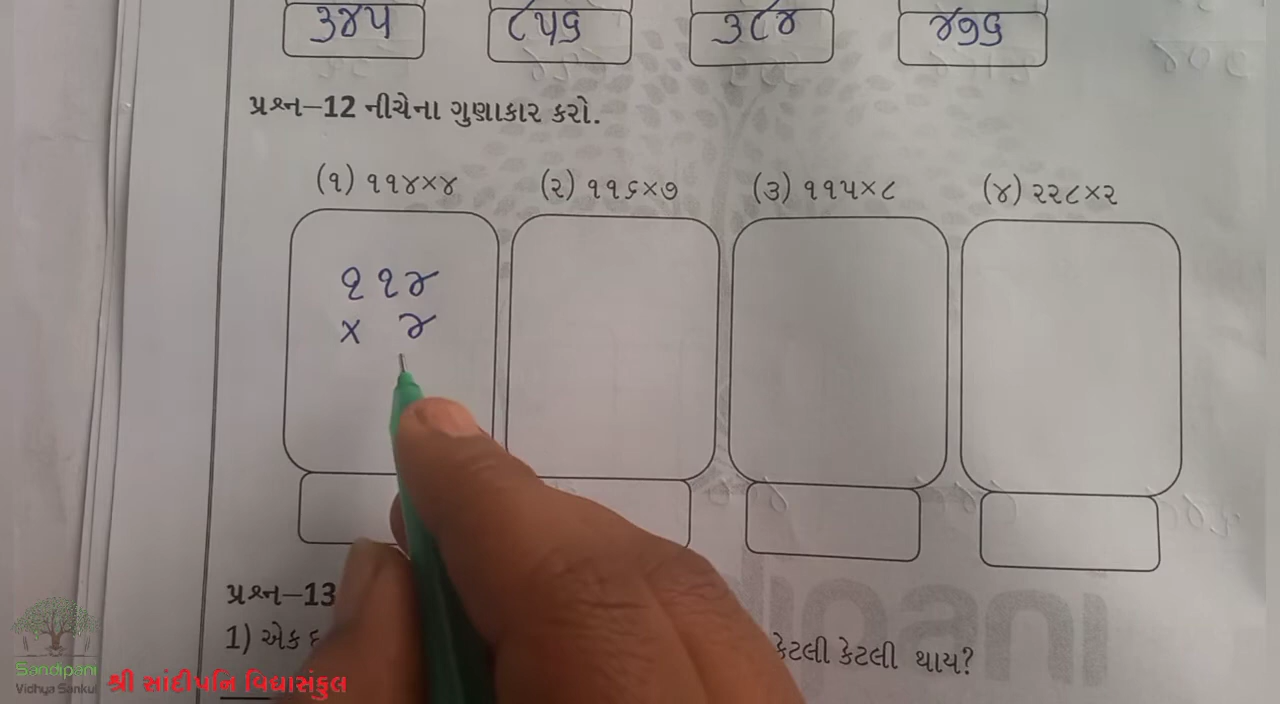 ૩૪૫ ૮૫૬ ૩૮૪ ૪૭૬
પ્રશ્ન–12 નીચેના ગુણાકાર કરો.
(૧) ૧૧૪×૪ (૨) ૧૧૬×૭ (૩) ૧૧૫×૮ (૪) ૨૨૮×૨
૧૧૪
× ૪
પ્રશ્ન–13
1) એક
કેટલી કેટલી થાય?
Sandipani
Vidhya Sankul
શ્રી સાંદીપનિ વિદ્યાસંકુલ